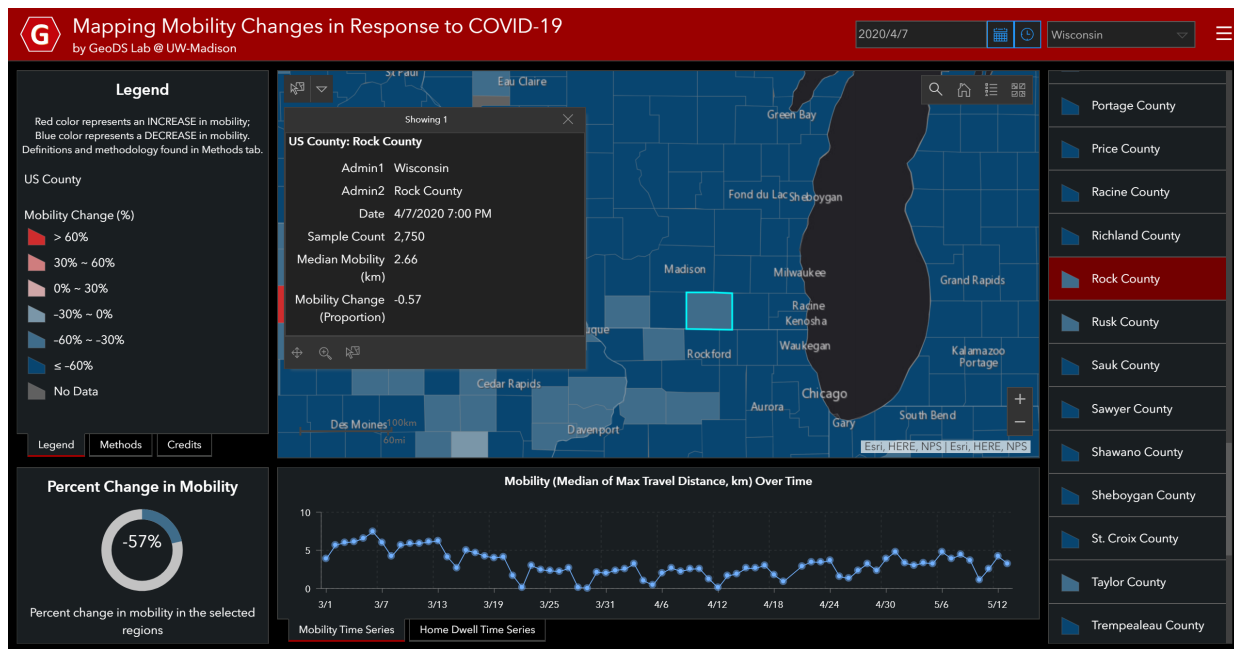 G
Mapping Mobility Changes in Response to COVID-19
by GeoDS Lab @ UW-Madison
2020/4/7
Wisconsin
Legend
Red color represents an INCREASE in mobility;
Blue color represents a DECREASE in mobility.
Definitions and methodology found in Methods tab.
US County
Mobility Change (%)
> 60%
30% ~ 60%
0% ~ 30%
-30% ~ 0%
-60% ~ -30%
≤ -60%
No Data
Legend
Methods
Credits
St Paul
Eau Claire
Green Bay
Fond du Lac
Sheboygan
Madison
Milwaukee
Grand Rapids
Racine
Kenosha
Waukegan
Rockford
Kalamazoo
Portage
Cedar Rapids
Chicago
Aurora
Gary
South Bend
Des Moines
100km
60mi
Davenport
Esri, HERE, NPS | Esri, HERE, NPS
+
−
Showing 1
US County: Rock County
Admin1 Wisconsin
Admin2 Rock County
Date 4/7/2020 7:00 PM
Sample Count 2,750
Median Mobility 2.66
(km)
Mobility Change -0.57
(Proportion)
Portage County
Price County
Racine County
Richland County
Rock County
Rusk County
Sauk County
Sawyer County
Shawano County
Sheboygan County
St. Croix County
Taylor County
Trempealeau County
Percent Change in Mobility
-57%
Percent change in mobility in the selected
regions
Mobility (Median of Max Travel Distance, km) Over Time
10
5
0
3/1 3/7 3/13 3/19 3/25 3/31 4/6 4/12 4/18 4/24 4/30 5/6 5/12
Mobility Time Series
Home Dwell Time Series